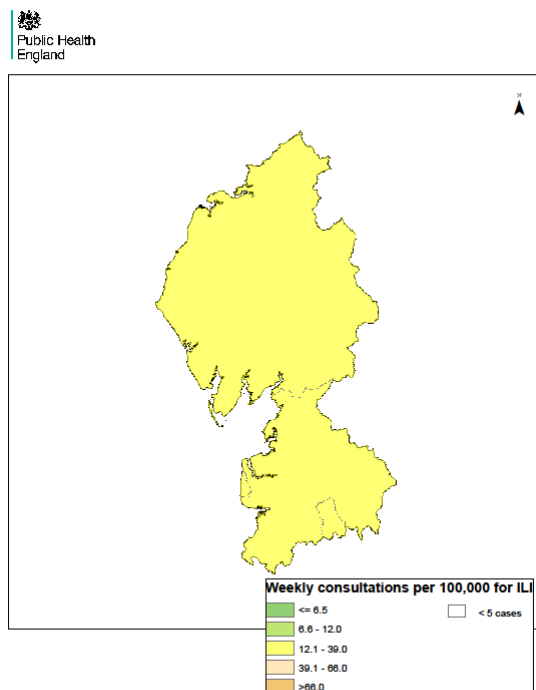 Public Health
England
N
Weekly consultations per 100,000 for ILI
<= 6.5
< 5 cases
6.6 - 12.0
12.1 - 39.0
39.1 - 66.0
>66.0